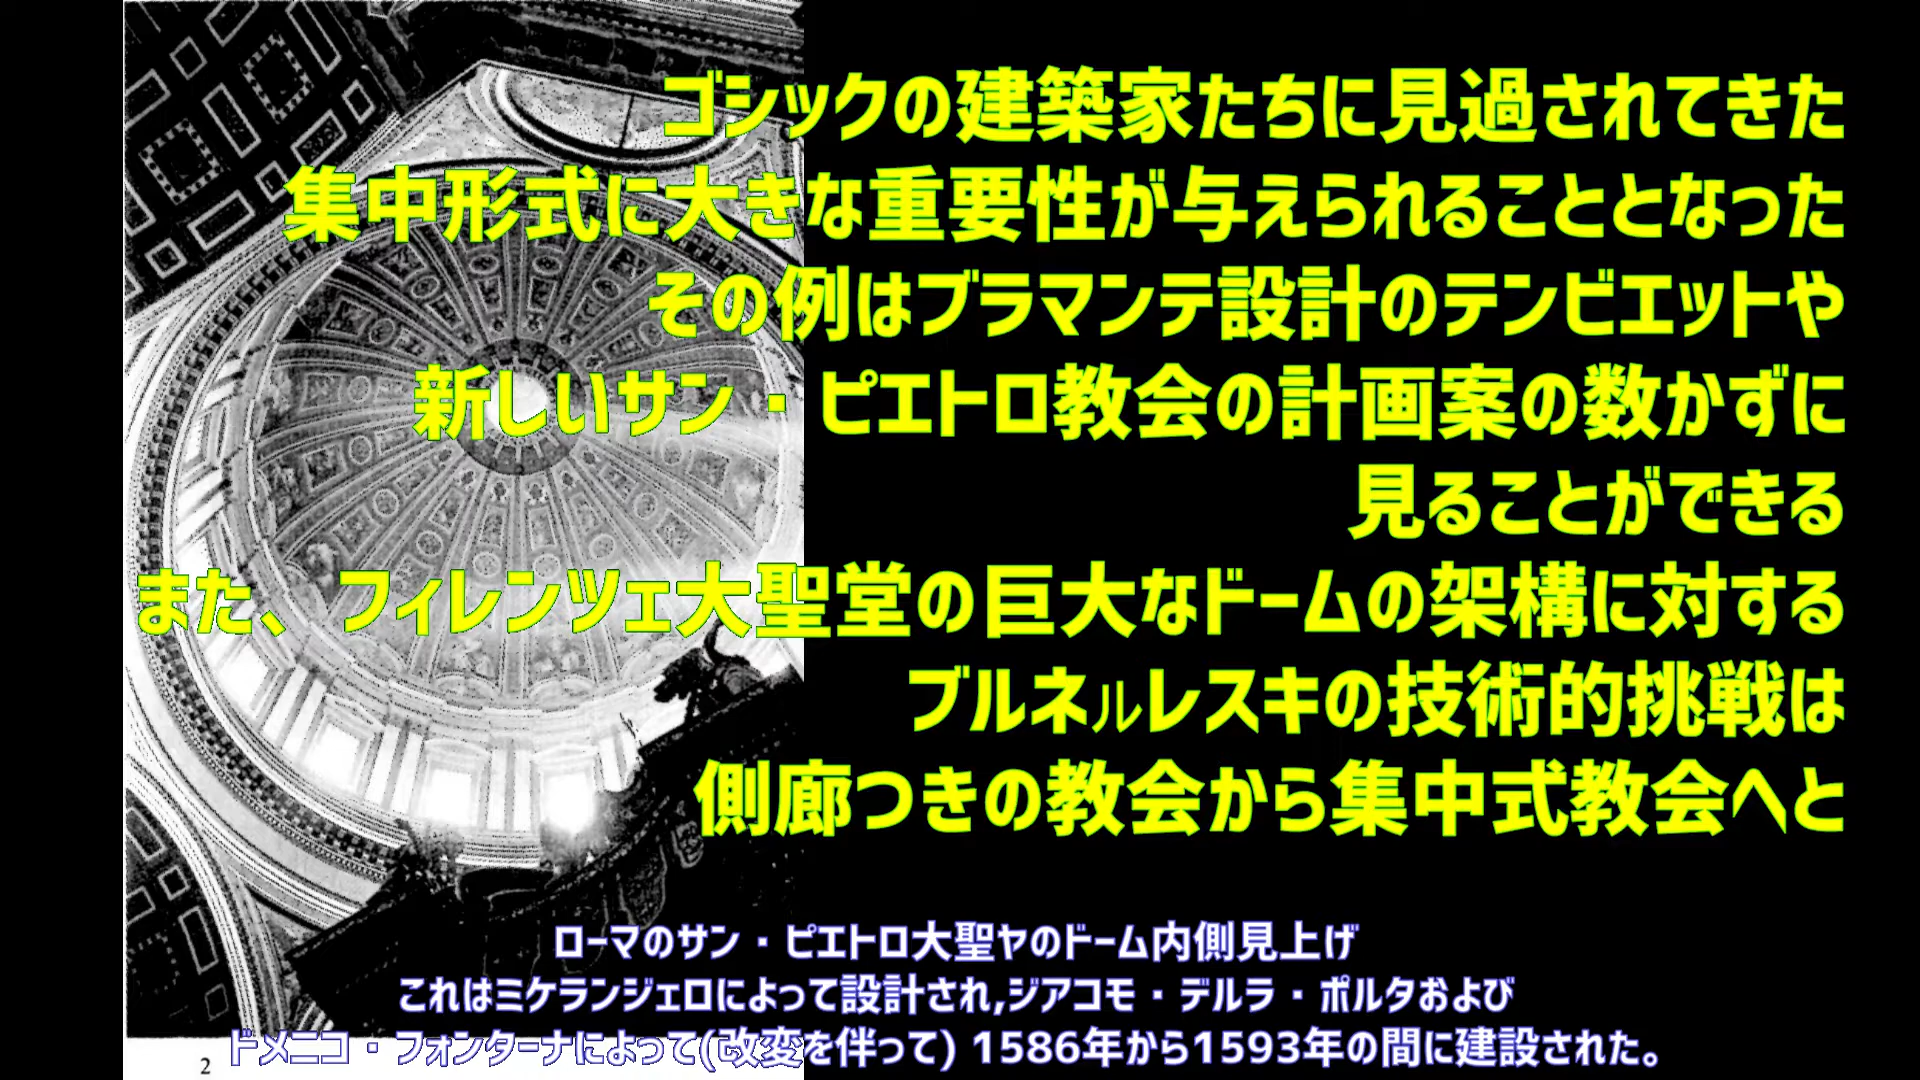 ゴシックの建築家たちに見過されてきた
集中形式に大きな重要性が与えられることとなった
その例はブラマンテ設計のテンビエットや
新しいサン・ピエトロ教会の計画案の数かずに
見ることができる
また、フィレンツェ大聖堂の巨大なドームの架構に対する
ブルネㇽレスキの技術的挑戦は
側廊つきの教会から集中式教会へと
ローマのサン・ピエトロ大聖ヤのドーム内側見上げ
これはミケランジェロによって設計され,ジアコモ・デルラ・ポルタおよび
ドメニコ・フォンターナによって(改変を伴って) 1586年から1593年の間に建設された。
2